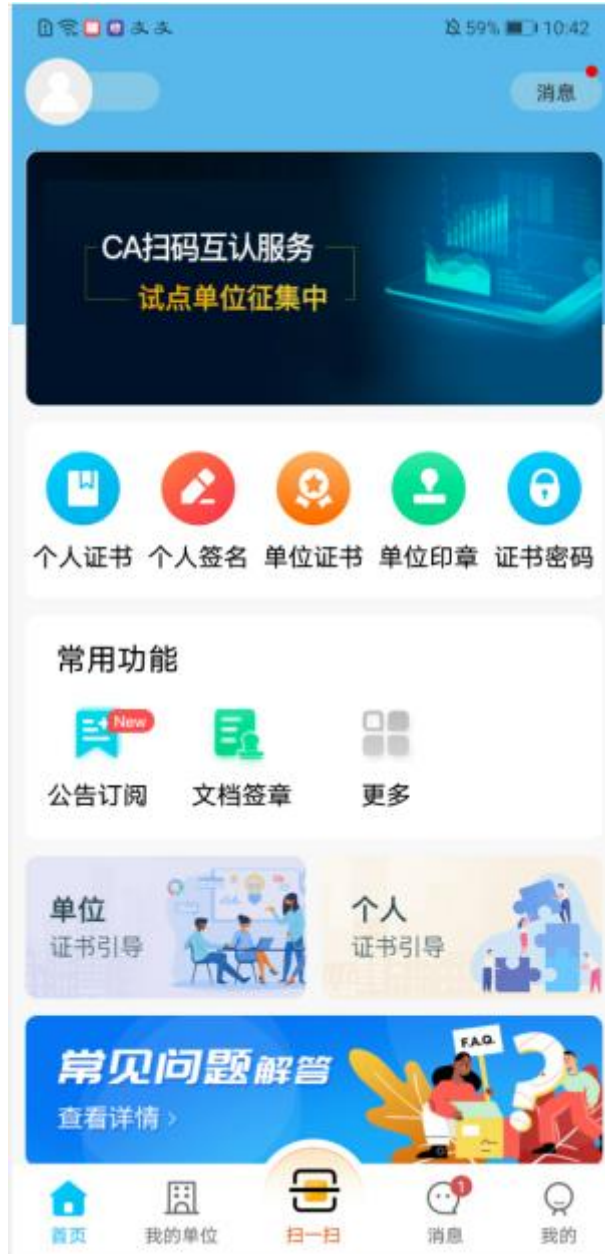 59% 10:42
消息
CA扫码互认服务
试点单位征集中
个人证书 个人签名 单位证书 单位印章 证书密码
常用功能
New
公告订阅 文档签章 更多
单位 个人
证书引导 证书引导
F.A.Q.
常见问题解答
查看详情 >
1
首页 我的单位 扫一扫 消息 我的